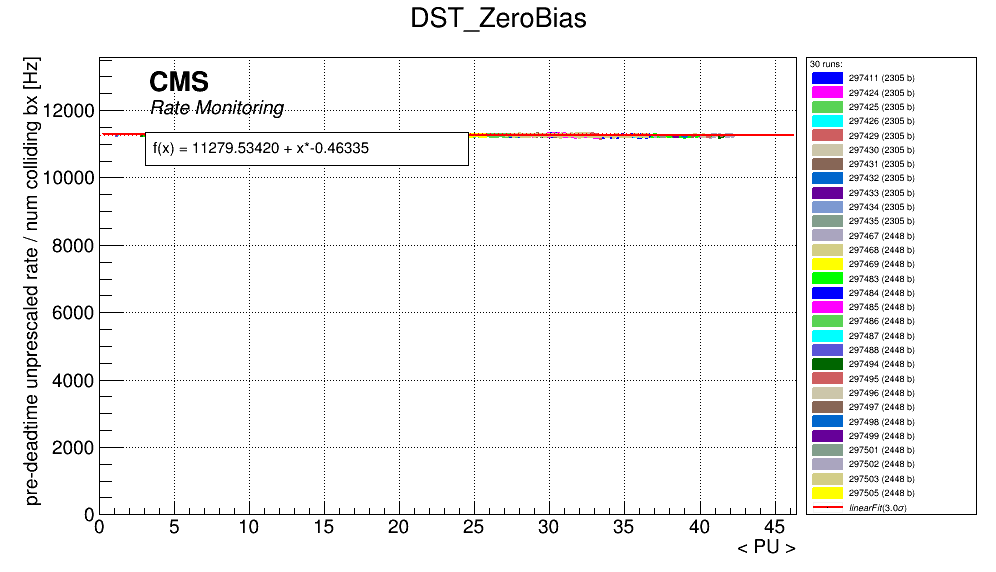 DST_ZeroBias
pre-deadtime unprescaled rate / num colliding bx [Hz]
CMS
Rate Monitoring
f(x) = 11279.53420 + x*-0.46335
12000
10000
8000
6000
4000
2000
0
0 5 10 15 20 25 30 35 40 45
< PU >
30 runs:
297411 (2305 b)
297424 (2305 b)
297425 (2305 b)
297426 (2305 b)
297429 (2305 b)
297430 (2305 b)
297431 (2305 b)
297432 (2305 b)
297433 (2305 b)
297434 (2305 b)
297435 (2305 b)
297467 (2448 b)
297468 (2448 b)
297469 (2448 b)
297483 (2448 b)
297484 (2448 b)
297485 (2448 b)
297486 (2448 b)
297487 (2448 b)
297488 (2448 b)
297494 (2448 b)
297495 (2448 b)
297496 (2448 b)
297497 (2448 b)
297498 (2448 b)
297499 (2448 b)
297501 (2448 b)
297502 (2448 b)
297503 (2448 b)
297505 (2448 b)
linearFit(3.0σ)